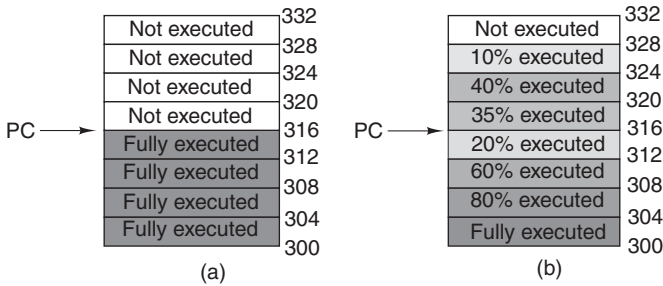 332
Not executed
328
Not executed
324
Not executed
320
Not executed
PC
316
Fully executed
312
Fully executed
308
Fully executed
304
Fully executed
300
(a)
332
Not executed
328
10% executed
324
40% executed
320
35% executed
PC
316
20% executed
312
60% executed
308
80% executed
304
Fully executed
300
(b)